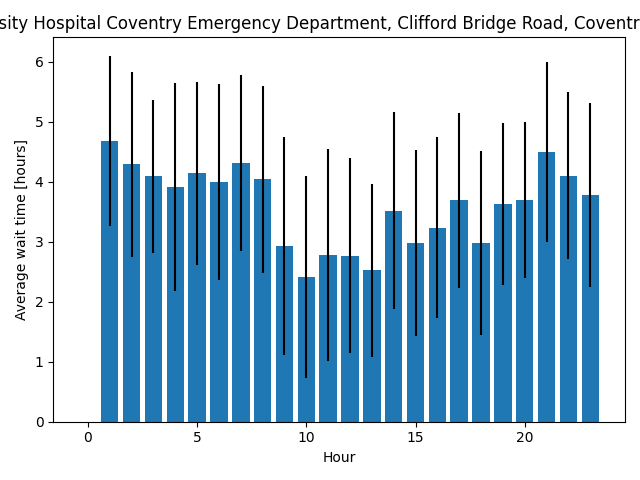 sity Hospital Coventry Emergency Department, Clifford Bridge Road, Coventr
Average wait time [hours]
6
5
4
3
2
1
0
0 5 10 15 20
Hour